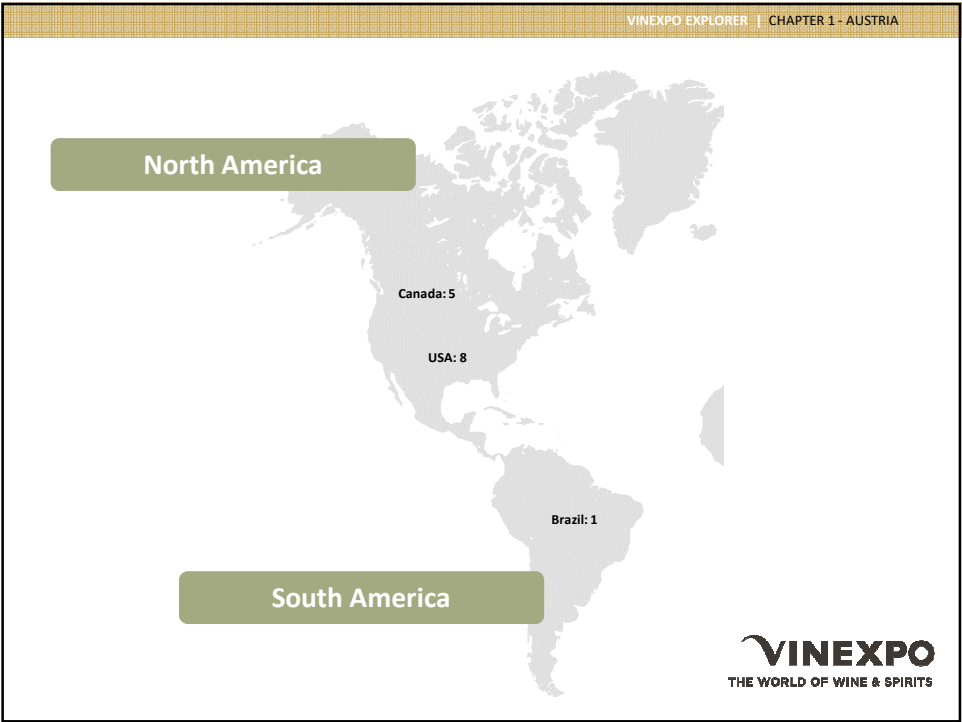 VINEXPO EXPLORER | CHAPTER 1 - AUSTRIA
North America
Canada: 5
USA: 8
Brazil: 1
South America
VINEXPO
THE WORLD OF WINE & SPIRITS